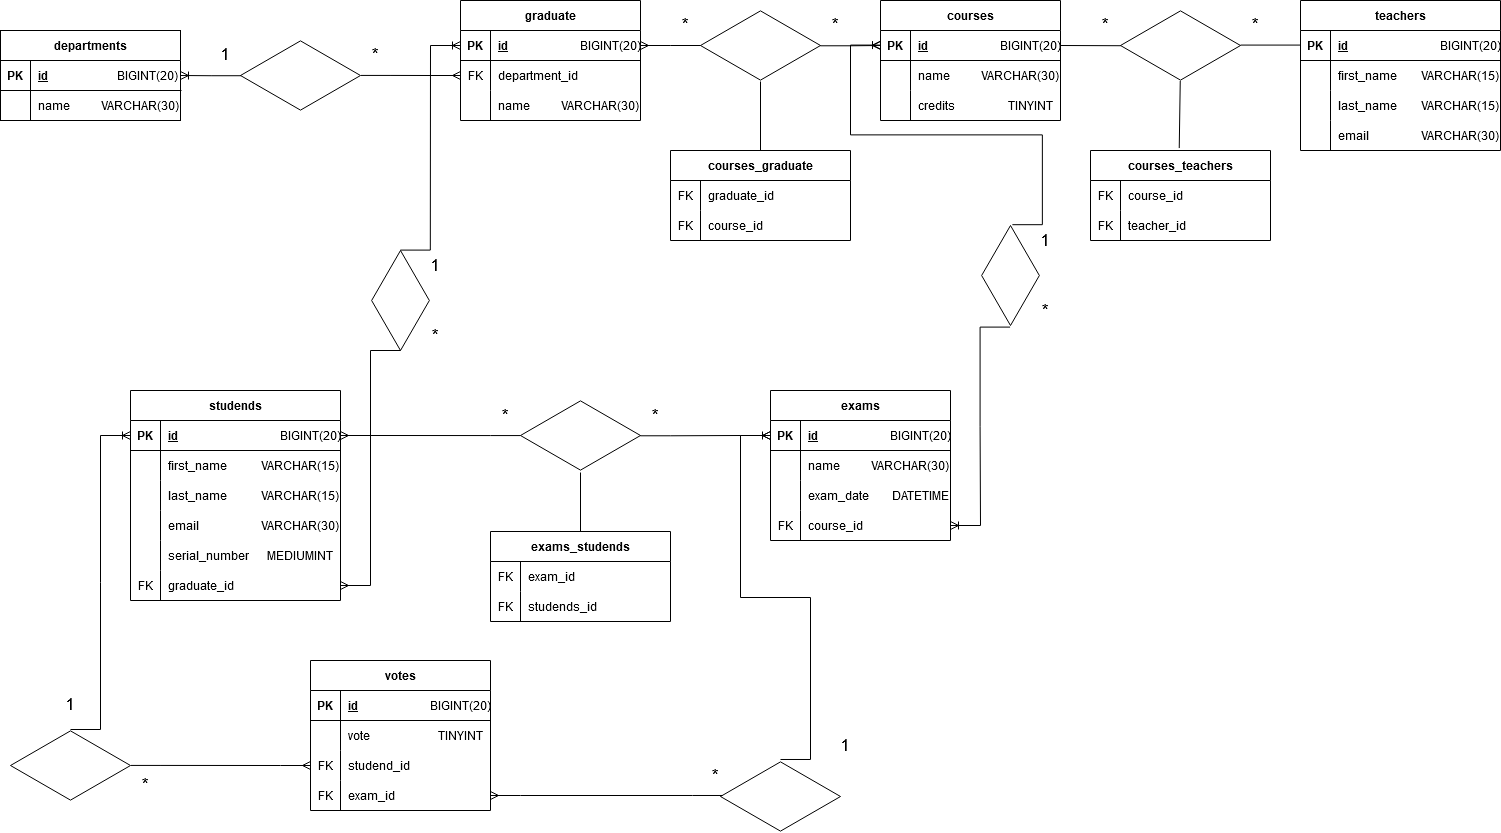 departments
PK id BIGINT(20)
name VARCHAR(30)
1
*
graduate
PK id BIGINT(20)
FK department_id
name VARCHAR(30)
*
*
courses
PK id BIGINT(20)
name VARCHAR(30)
credits TINYINT
*
*
teachers
PK id BIGINT(20)
first_name VARCHAR(15)
last_name VARCHAR(15)
email VARCHAR(30)
courses_graduate
FK graduate_id
FK course_id
courses_teachers
FK course_id
FK teacher_id
1
*
1
*
studends
PK id BIGINT(20)
first_name VARCHAR(15)
last_name VARCHAR(15)
email VARCHAR(30)
serial_number MEDIUMINT
FK graduate_id
*
*
exams
PK id BIGINT(20)
name VARCHAR(30)
exam_date DATETIME
FK course_id
exams_studends
FK exam_id
FK studends_id
1
*
votes
PK id BIGINT(20)
vote TINYINT
FK studend_id
FK exam_id
*
1